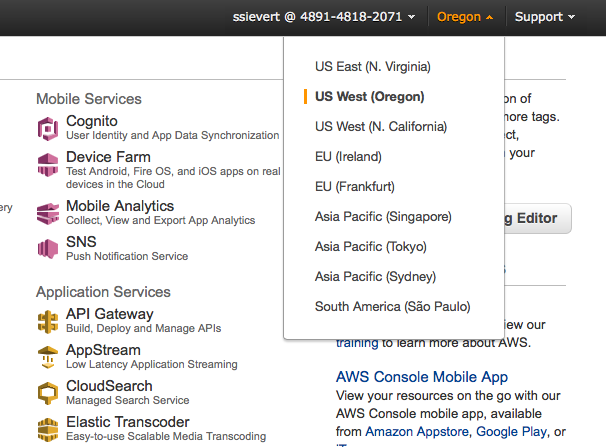 ssievert @ 4891-4818-2071
Oregon
Support
US East (N. Virginia)
US West (Oregon)
US West (N. California)
EU (Ireland)
EU (Frankfurt)
Asia Pacific (Singapore)
Asia Pacific (Tokyo)
Asia Pacific (Sydney)
South America (São Paulo)
Mobile Services
Cognito
User Identity and App Data Synchronization
Device Farm
Test Android, Fire OS, and iOS apps on real
devices in the Cloud
Mobile Analytics
Collect, View and Export App Analytics
SNS
Push Notification Service
Application Services
API Gateway
Build, Deploy and Manage APIs
AppStream
Low Latency Application Streaming
CloudSearch
Managed Search Service
Elastic Transcoder
Easy-to-use Scalable Media Transcoding
on of
more tags.
ct,
your
g Editor
ew our
training to learn more about AWS.
AWS Console Mobile App
View your resources on the go with our
AWS Console mobile app, available
from Amazon Appstore, Google Play, or